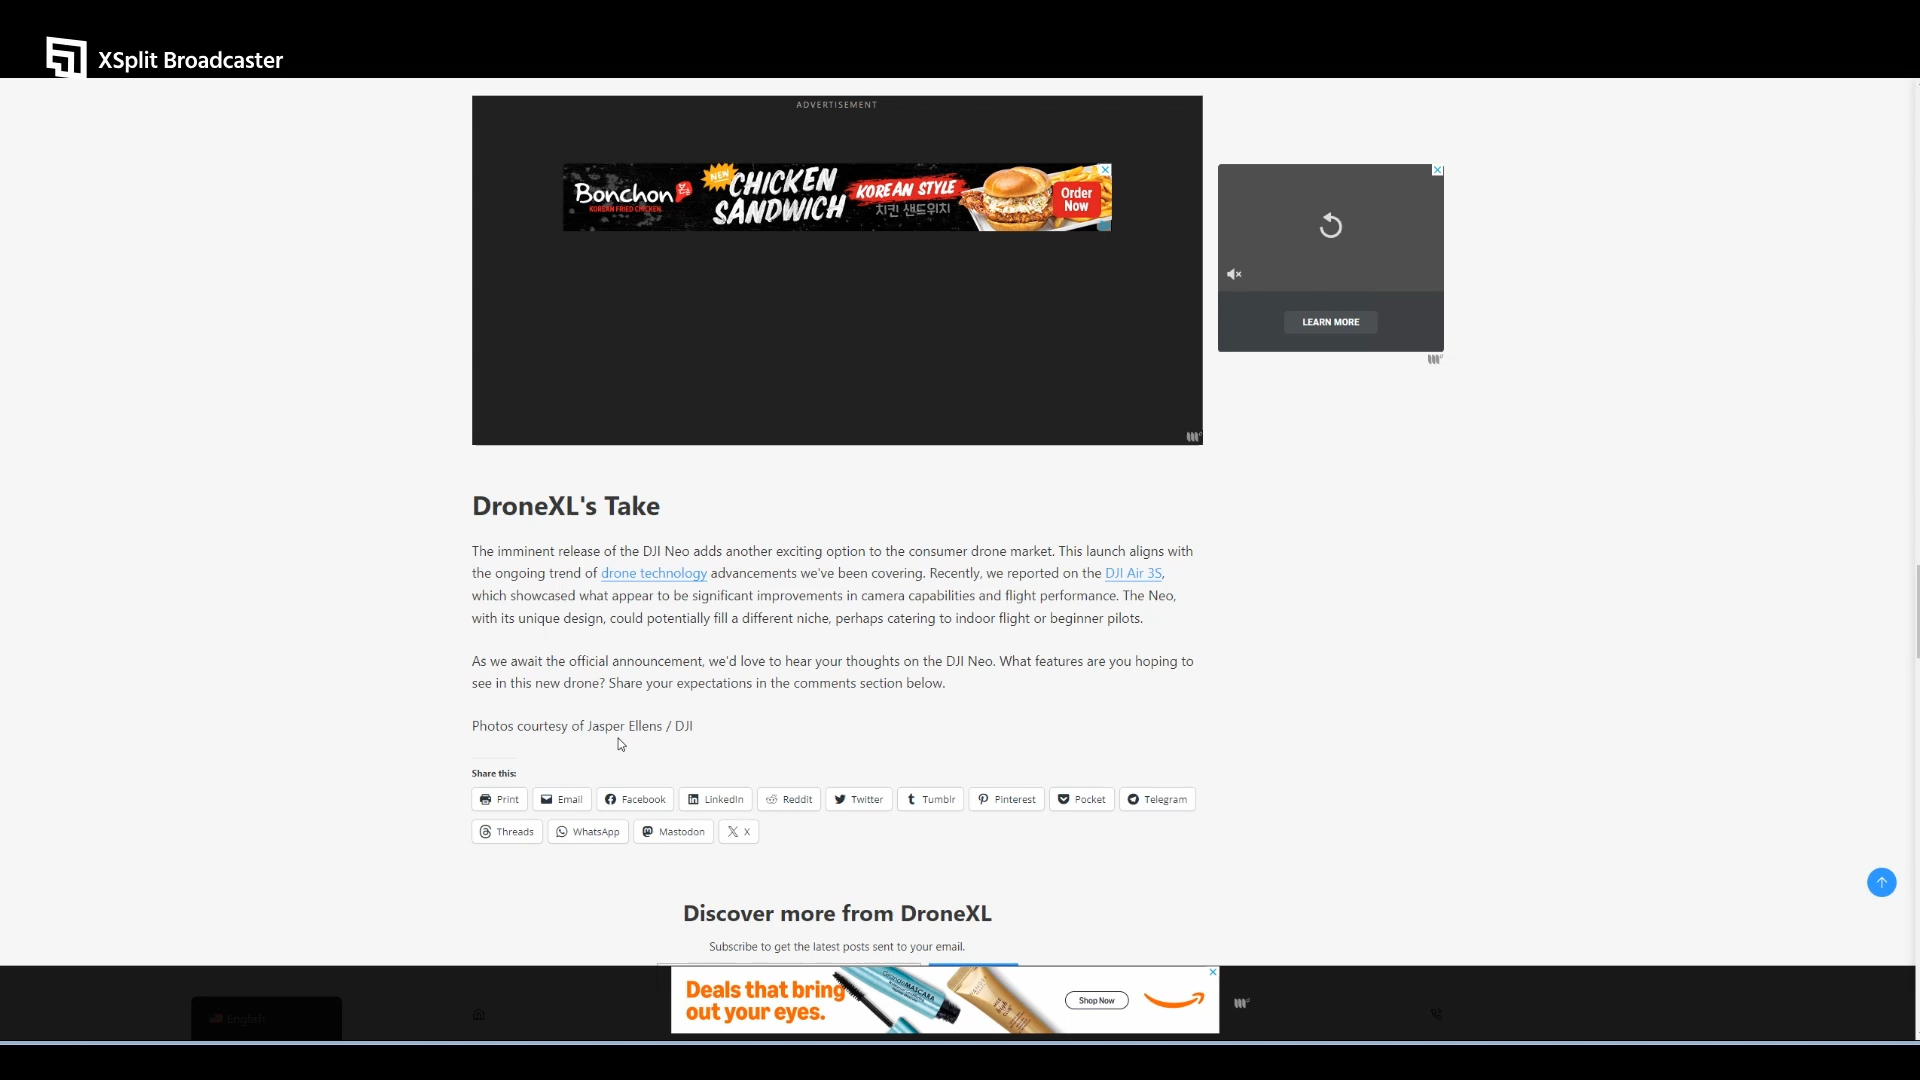 XSplit Broadcaster
ADVERTISEMENT
Bonchon
KOREAN FRIED CHICKEN
NEW
CHICKEN
SANDWICH
KOREAN STYLE
치킨 샌드위치
Order
Now
LEARN MORE
DroneXL's Take
The imminent release of the DJI Neo adds another exciting option to the consumer drone market. This launch aligns with
the ongoing trend of drone technology advancements we've been covering. Recently, we reported on the DJI Air 3S,
which showcased what appear to be significant improvements in camera capabilities and flight performance. The Neo,
with its unique design, could potentially fill a different niche, perhaps catering to indoor flight or beginner pilots.
As we await the official announcement, we'd love to hear your thoughts on the DJI Neo. What features are you hoping to
see in this new drone? Share your expectations in the comments section below.
Photos courtesy of Jasper Ellens / DJI
Share this:
Print Email Facebook LinkedIn Reddit Twitter Tumblr Pinterest Pocket Telegram
Threads WhatsApp Mastodon X
Discover more from DroneXL
Subscribe to get the latest posts sent to your email.
Deals that bring
out your eyes.
Shop Now
English